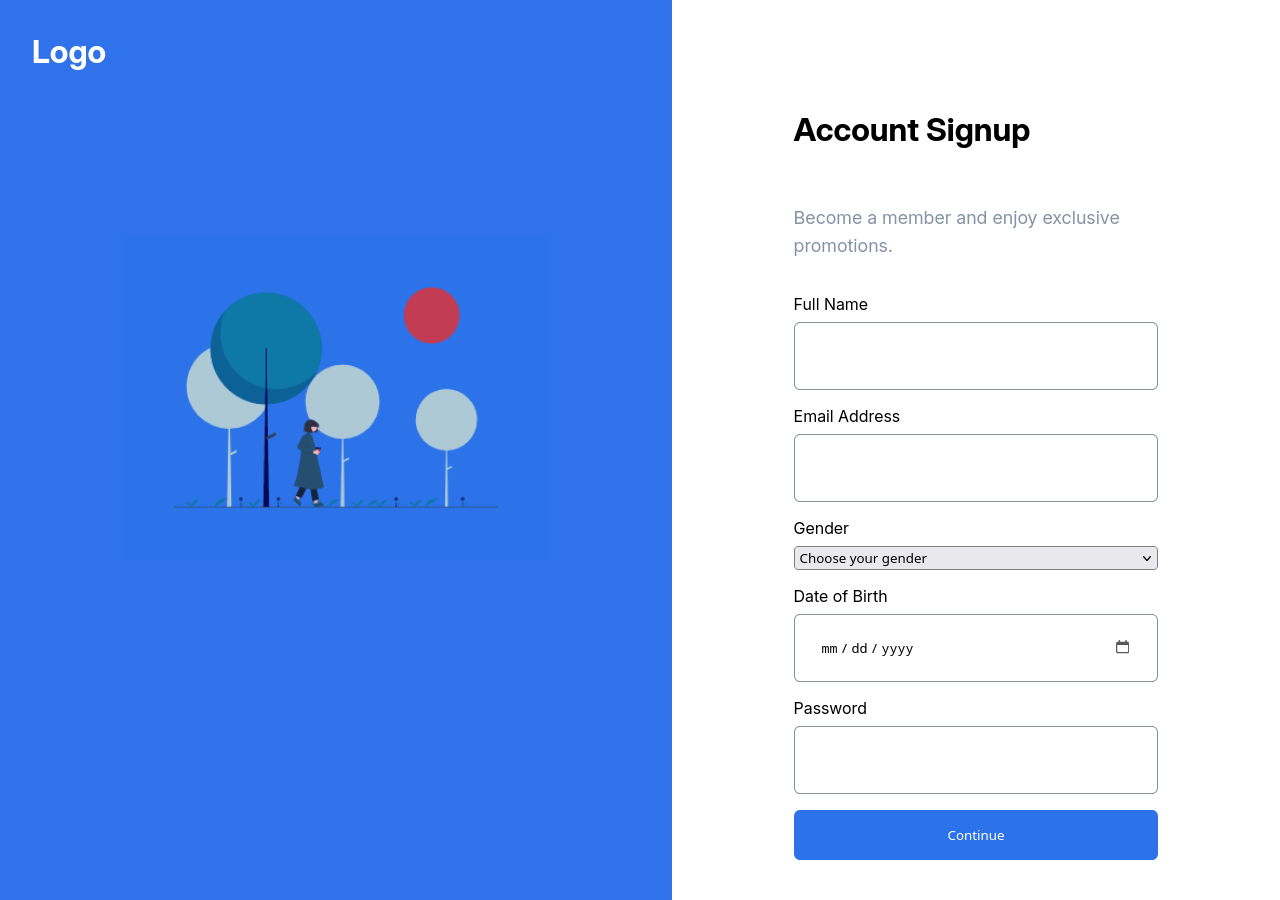 Logo
Account Signup
Become a member and enjoy exclusive
promotions.
Full Name
Email Address
Gender
Choose your gender
Date of Birth
mm / dd / yyyy
Password
Continue